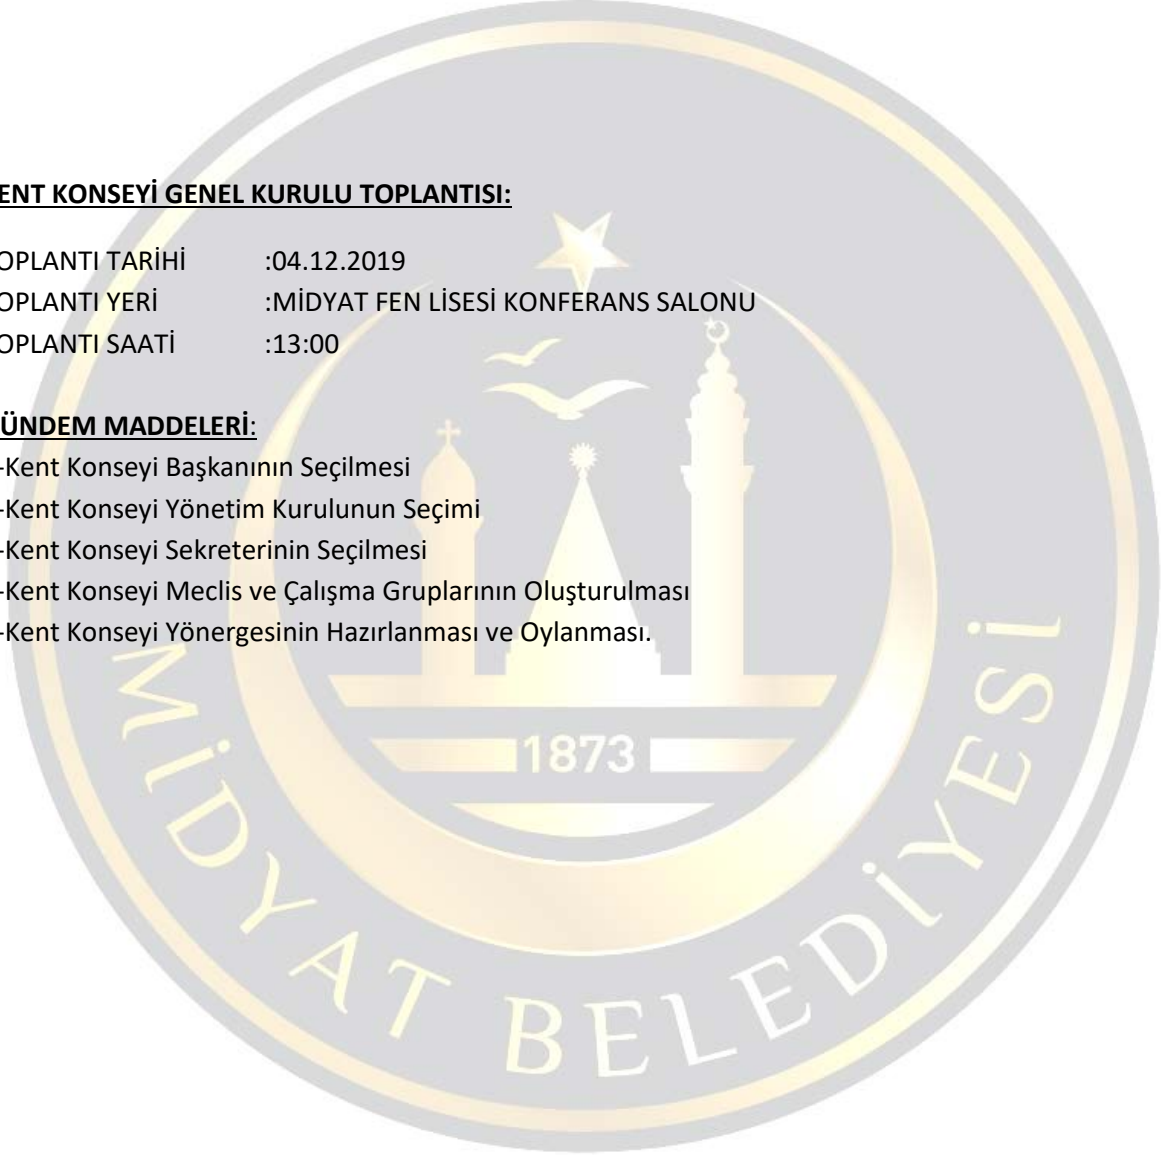 ENT KONSEYİ GENEL KURULU TOPLANTISI:
OPLANTI TARİHİ :04.12.2019
OPLANTI YERİ :MİDYAT FEN LİSESİ KONFERANS SALONU
OPLANTI SAATİ :13:00
ÜNDEM MADDELERİ:
-Kent Konseyi Başkanının Seçilmesi
-Kent Konseyi Yönetim Kurulunun Seçimi
-Kent Konseyi Sekreterinin Seçilmesi
-Kent Konseyi Meclis ve Çalışma Gruplarının Oluşturulması
-Kent Konseyi Yönergesinin Hazırlanması ve Oylanması.
1873
MİDYAT BELEDİYESİ